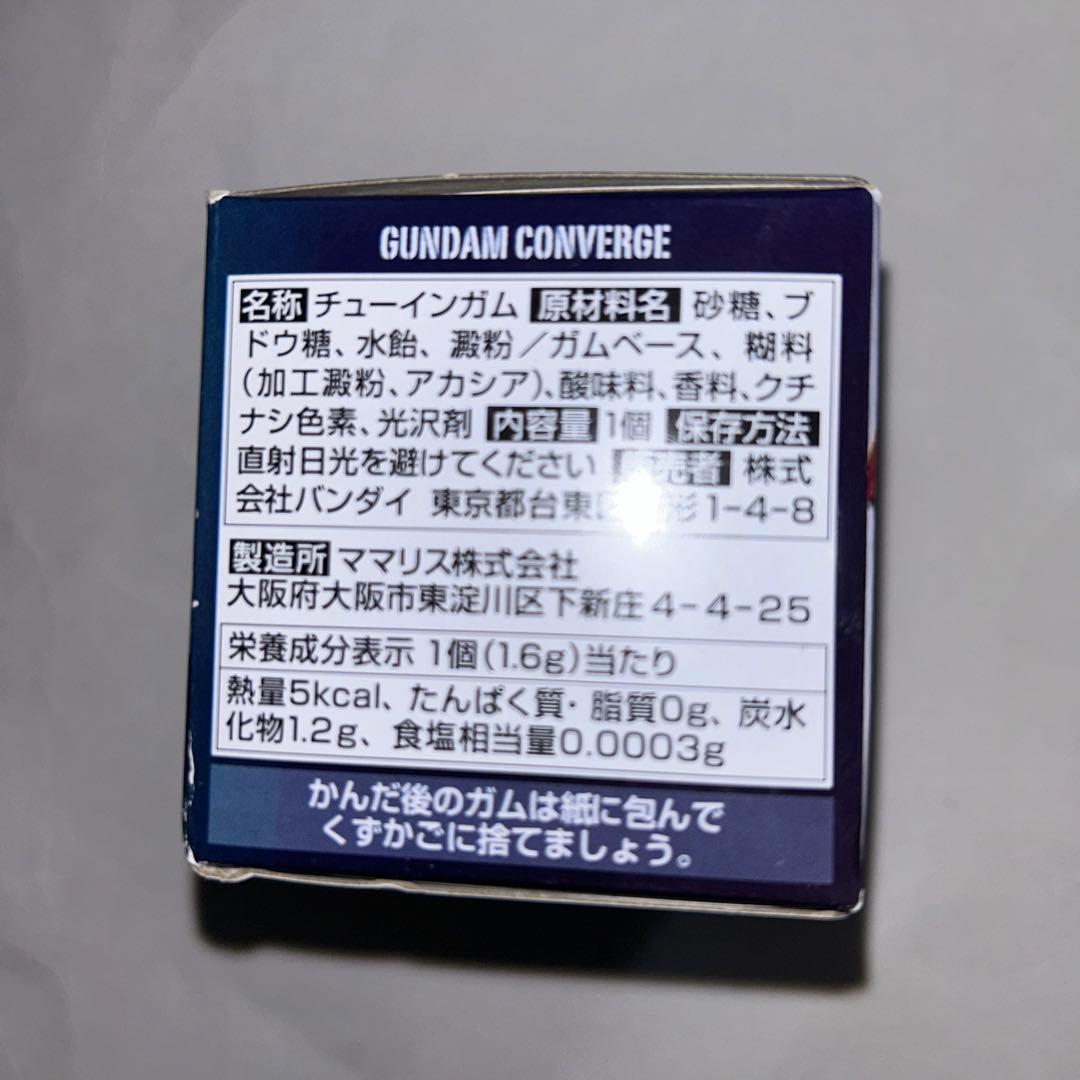 GUNDAM CONVERGE
名称 チューインガム 原材料名 砂糖、ブ
ドウ糖、水飴、澱粉/ガムベース、糊料
(加工澱粉、アカシア)、酸味料、香料、クチ
ナシ色素、光沢剤 内容量 1個 保存方法
直射日光を避けてください 株式
会社バンダイ 東京都台東 1-4-8
製造所 ママリス株式会社
大阪府大阪市東淀川区下新庄4-4-25
栄養成分表示 1個(1.6g)当たり
熱量5kcal、たんぱく質・脂質0g、炭水
化物1.2g、食塩相当量0.0003g
かんだ後のガムは紙に包んで
くずかごに捨てましょう。